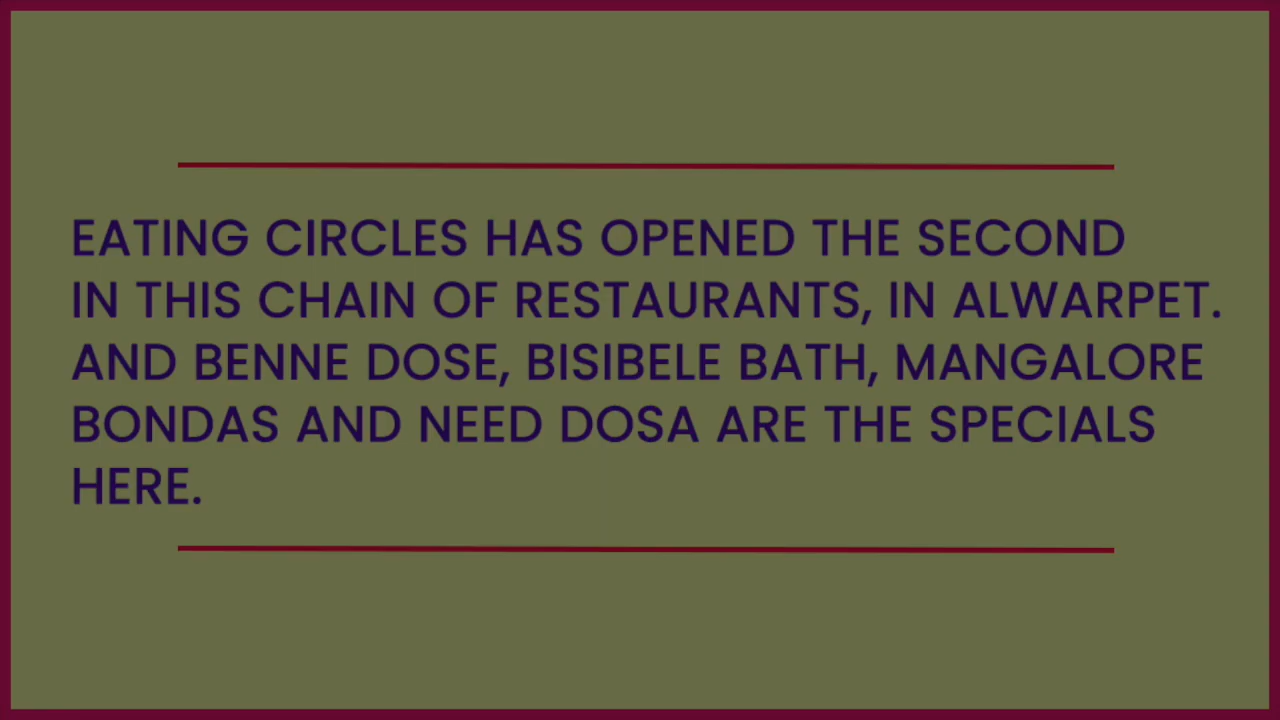 EATING CIRCLES HAS OPENED THE SECOND
IN THIS CHAIN OF RESTAURANTS, IN ALWARPET.
AND BENNE DOSE, BISIBELE BATH, MANGALORE
BONDAS AND NEED DOSA ARE THE SPECIALS
HERE.